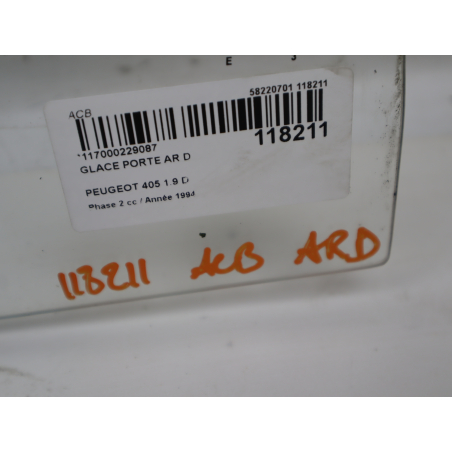 E 3
ACB
58220701 118211
*117000229087
118211
GLACE PORTE AR D
PEUGEOT 405 1.9 D
Phase 2 cc / Année 1994
118211 ACB ARD